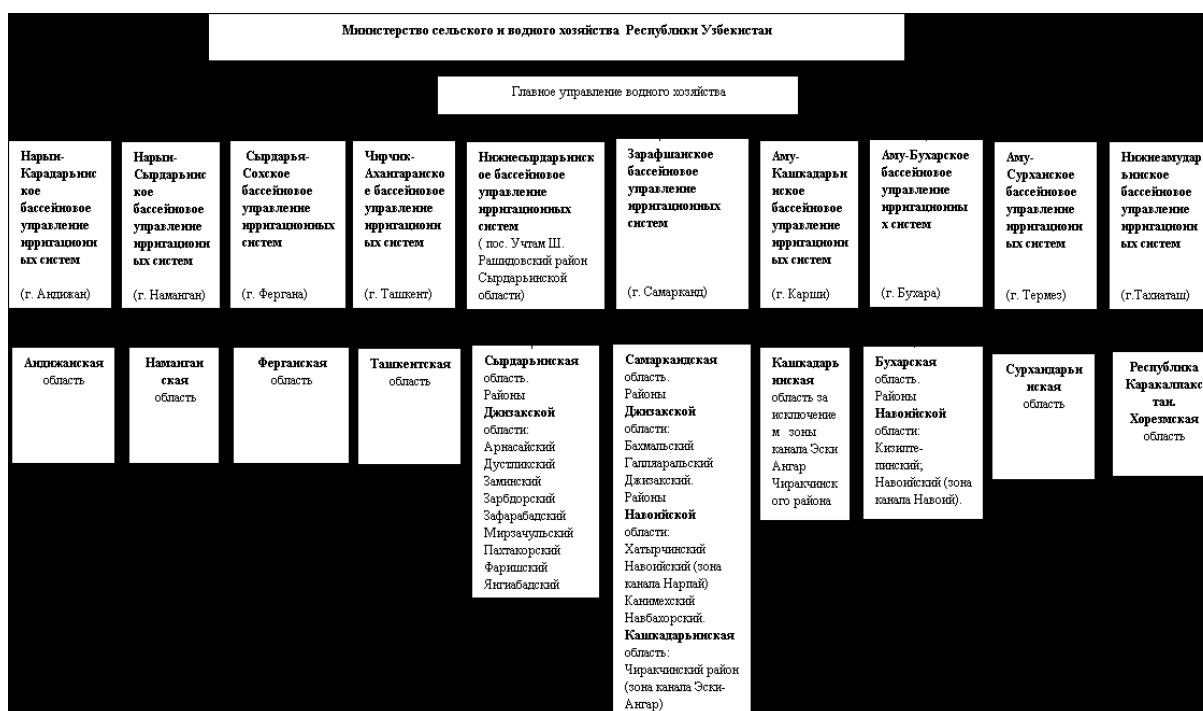 Министерство сельского и водного хозяйства Республики Узбекистан
Главное управление водного хозяйства
Нарын-
Карадарьинс
кое
бассейновое
управление
ирригационн
ых систем
(г. Андижан)
Нарын-
Сырдарьинс
кое
бассейновое
управление
ирригационн
ых систем
(г. Наманган)
Сырдарья-
Сохское
бассейновое
управление
ирригационных
систем
(г. Фергана)
Чирчик-
Ахангаранско
е бассейновое
управление
ирригационн
ых систем
(г. Ташкент)
Нижнесырдарьинск
ое бассейновое
управление
ирригационных
систем
( пос. Учтам Ш.
Рашидовский район
Сырдарьинской
области)
Зарафшанское
бассейновое
управление
ирригационных
систем
(г. Самарканд)
Аму-
Кашкадарьи
нское
бассейновое
управление
ирригационн
ых систем
(г. Карши)
Аму-Бухарское
бассейновое
управление
ирригационны
х систем
(г. Бухара)
Аму-
Сурханское
бассейновое
управление
ирригационн
ых систем
(г. Термез)
Нижнеамудар
ьинское
бассейновое
управление
ирригационн
ых систем
(г.Тахиаташ)
Андижанская
область
Наманган
ская
область
Ферганская
область
Ташкентская
область
Сырдарьинская
область.
Районы
Джизакской
области:
Арнасайский
Дустликский
Заминский
Зарбдорский
Зафарабадский
Мирзачульский
Пахтакорский
Фаришский
Янгиабадский
Самаркандская
область.
Районы
Джизакской
области:
Бахмальский
Галляаральский
Джизакский.
Районы
Навоийской
области:
Хатырчинский
Навоийский (зона
канала Нарпай)
Канимехский
Навбахорский.
Кашкадарьинская
область:
Чиракчинский район
(зона канала Эски-
Ангар)
Кашкадар
ьинская
область за
исключение
м зоны
канала Эски
Ангар
Чиракчинск
ого района
Бухарская
область.
Районы
Навоийской
области:
Кизилте-
пинский;
Навоийский (зона
канала Навоий).
Сурхандарьи
нская
область
Республика
Каракалпакс
тан.
Хорезмская
область